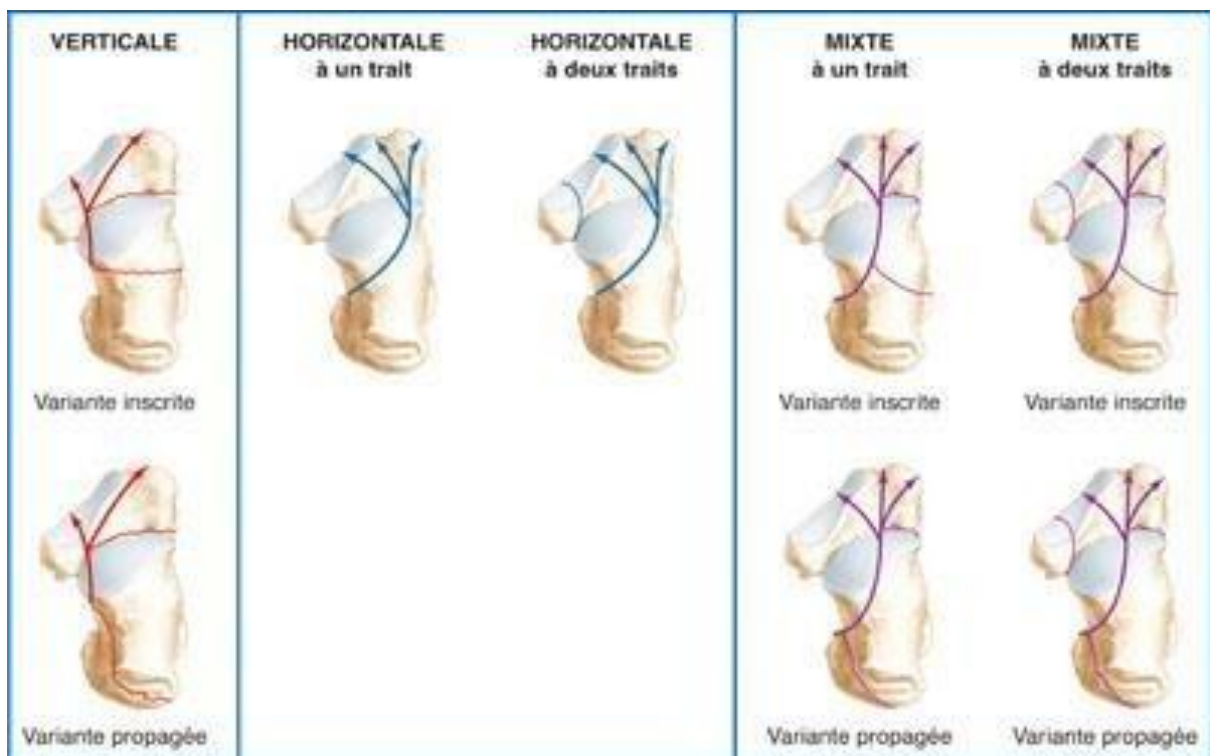 VERTICALE
HORIZONTALE
à un trait
HORIZONTALE
à deux traits
MIXTE
à un trait
MIXTE
à deux traits
Variante inscrite
Variante inscrite
Variante inscrite
Variante propagée
Variante propagée
Variante propagée